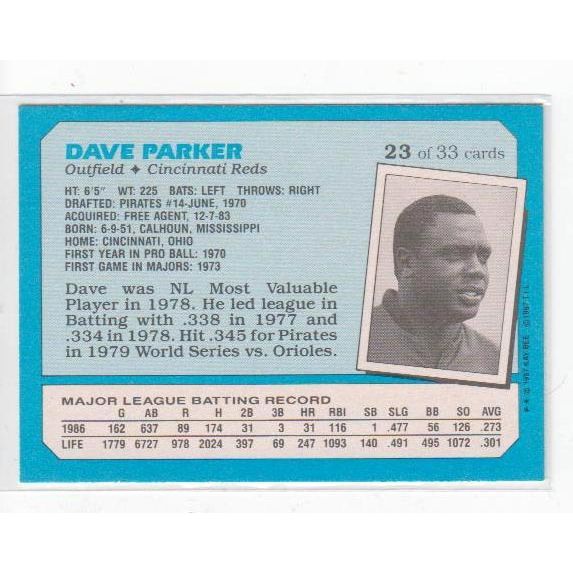 DAVE PARKER
Outfield ✦ Cincinnati Reds
23 of 33 cards
HT: 6'5" WT: 225 BATS: LEFT THROWS: RIGHT
DRAFTED: PIRATES #14-JUNE, 1970
ACQUIRED: FREE AGENT, 12-7-83
BORN: 6-9-51, CALHOUN, MISSISSIPPI
HOME: CINCINNATI, OHIO
FIRST YEAR IN PRO BALL: 1970
FIRST GAME IN MAJORS: 1973
Dave was NL Most Valuable
Player in 1978. He led league in
Batting with .338 in 1977 and
.334 in 1978. Hit .345 for Pirates
in 1979 World Series vs. Orioles.
MAJOR LEAGUE BATTING RECORD
G AB R H 2B 3B HR RBI SB SLG BB SO AVG
1986 162 637 89 174 31 3 31 116 1 .477 56 126 .273
LIFE 1779 6727 978 2024 397 69 247 1093 140 .491 495 1072 .301
© 1987 KAY BEE ©1987 T.C.